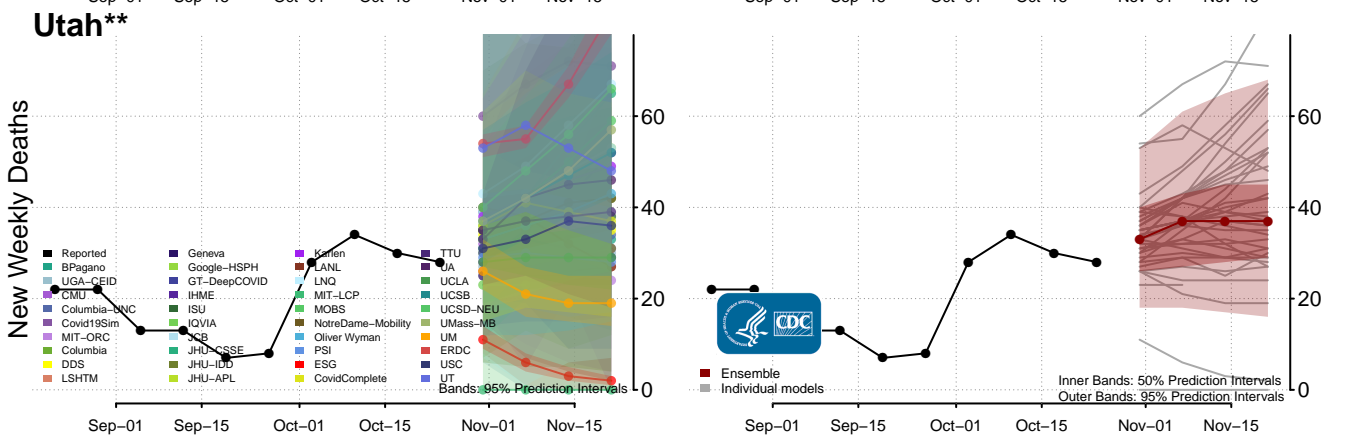 Utah**
New Weekly Deaths
60
40
20
0
Reported
BPagano
UGA−CEID
CMU
Columbia−UNC
Covid19Sim
MIT−ORC
Columbia
DDS
LSHTM
Geneva
Google−HSPH
GT−DeepCOVID
IHME
ISU
IQVIA
JCB
JHU−CSSE
JHU−IDD
JHU−APL
Karlen
LANL
LNQ
MIT−LCP
MOBS
NotreDame−Mobility
Oliver Wyman
PSI
ESG
CovidComplete
TTU
UA
UCLA
UCSB
UCSD−NEU
UMass−MB
UM
ERDC
USC
UT
Bands: 95% Prediction Intervals
Sep−01 Sep−15 Oct−01 Oct−15 Nov−01 Nov−15
60
40
20
0
CDC
Ensemble
Individual models
Inner Bands: 50% Prediction Intervals
Outer Bands: 95% Prediction Intervals
Sep−01 Sep−15 Oct−01 Oct−15 Nov−01 Nov−15